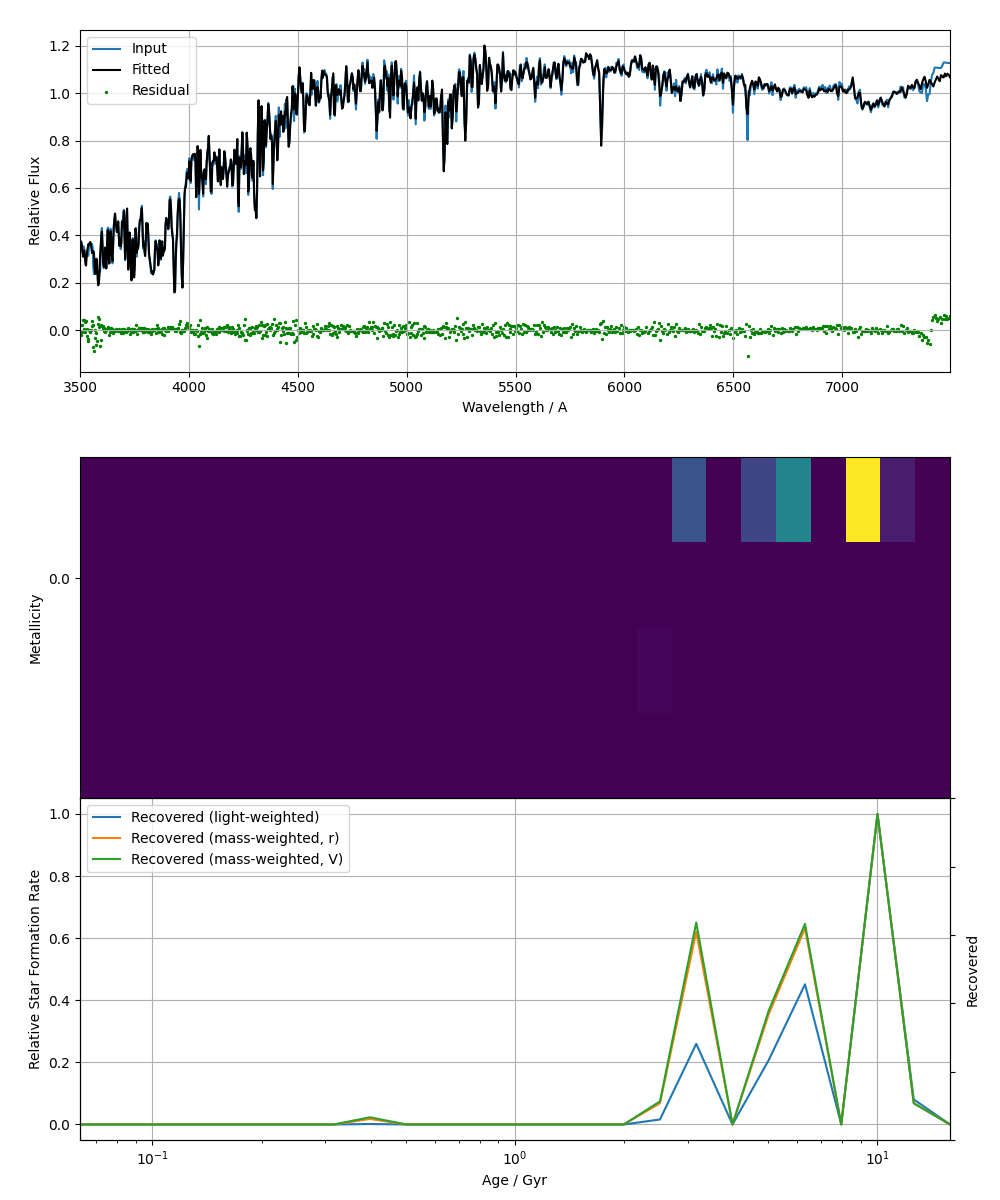 1.2
1.0
0.8
0.6
0.4
0.2
0.0
Relative Flux
Input
Fitted
Residual
3500 4000 4500 5000 5500 6000 6500 7000
Wavelength / A
0.0
Metallicity
1.0
0.8
0.6
0.4
0.2
0.0
Relative Star Formation Rate
Recovered (light-weighted)
Recovered (mass-weighted, r)
Recovered (mass-weighted, V)
Recovered
10⁻¹ 10⁰ 10¹
Age / Gyr